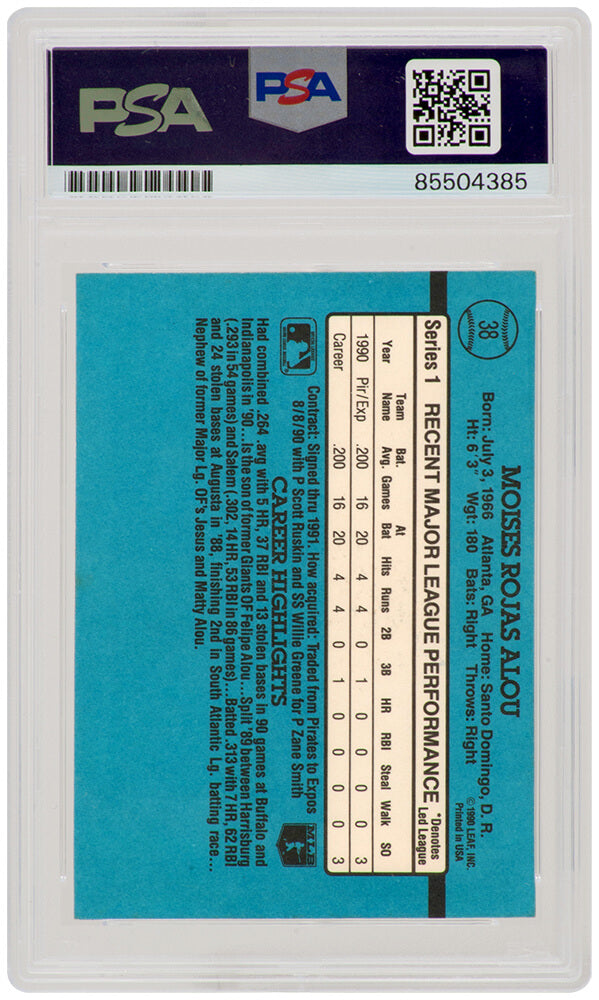 PSA
PSA
85504385
38
MOISES ROJAS ALOU
Born: July 3, 1966 Atlanta, GA Home: Santo Domingo, D. R.
Ht: 6'3" Wgt: 180 Bats: Right Throws: Right
©1990 LEAF, INC.
Printed in USA
Series 1 RECENT MAJOR LEAGUE PERFORMANCE *Denotes Led League
Year Team Name Bat. Avg. Games At Bat Hits Runs 2B 3B HR RBI Steal Walk SO
1990 Pir/Exp .200 16 20 4 4 0 1 0 0 0 0 3
Career .200 16 20 4 4 0 1 0 0 0 0 3
Contract: Signed thru 1991. How acquired: Traded from Pirates to Expos
8/8/90 with P Scott Ruskin and SS Willie Greene for P Zane Smith
MLB
CAREER HIGHLIGHTS
Had combined .264 avg with 5 HR, 37 RBI and 13 stolen bases in 90 games at Buffalo and
Indianapolis in '90...Is the son of former Giants OF Felipe Alou...Split '89 between Harrisburg
(.293 in 54 games) and Salem (.302, 14 HR, 53 RBI in 86 games)...Batted .313 with 7 HR, 62 RBI
and 24 stolen bases at Augusta in '88, finishing 2nd in South Atlantic Lg. batting race...
Nephew of former Major Lg. OF's Jesus and Matty Alou.